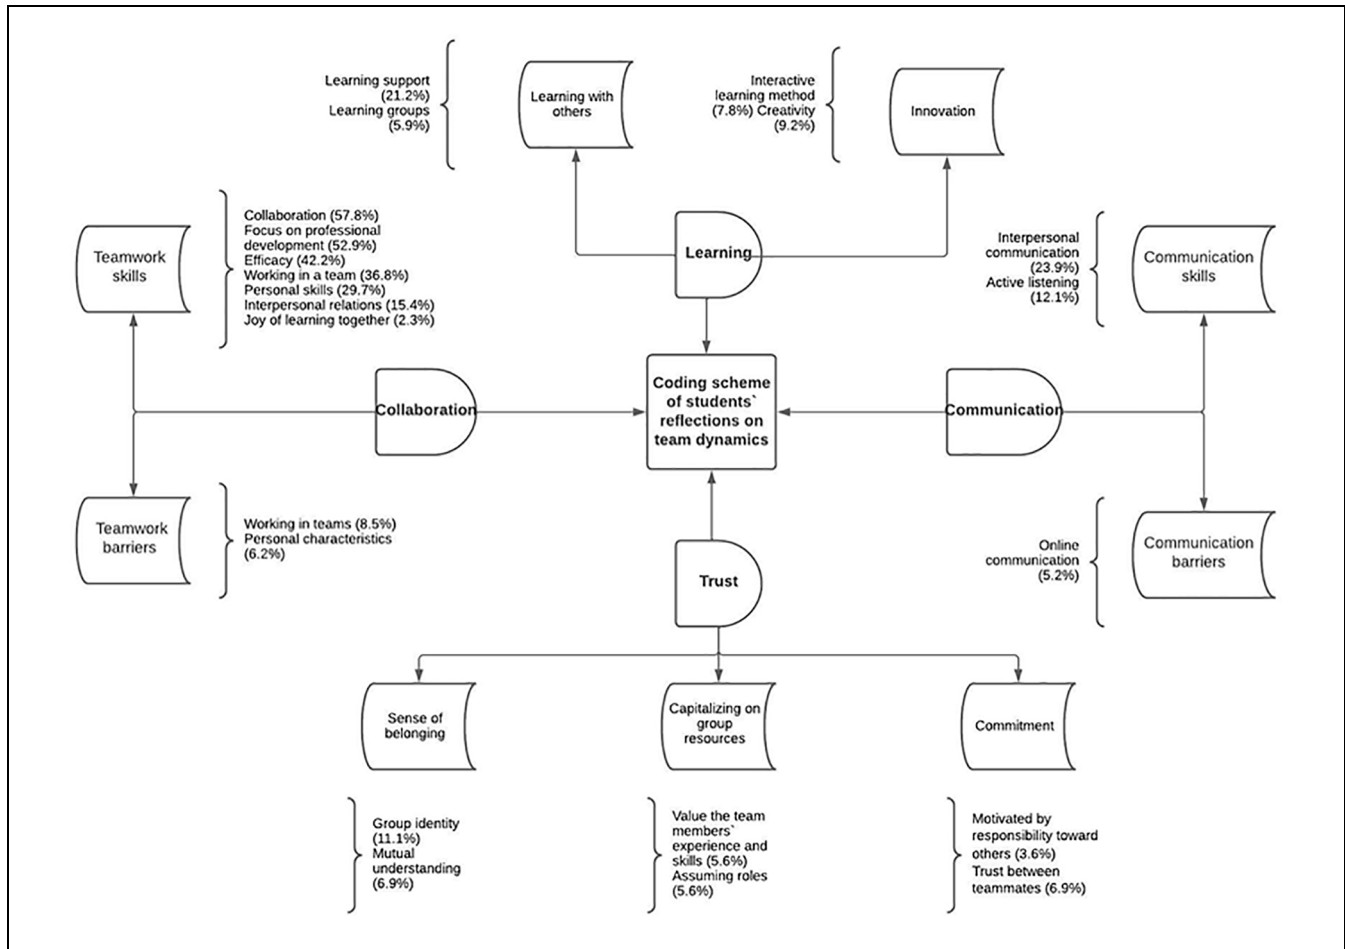 Learning support
(21.2%)
Learning groups
(5.9%)
Learning with
others
Interactive
learning method
(7.8%) Creativity
(9.2%)
Innovation
Teamwork
skills
Collaboration (57.8%)
Focus on professional
development (52.9%)
Efficacy (42.2%)
Working in a team (36.8%)
Personal skills (29.7%)
Interpersonal relations (15.4%)
Joy of learning together (2.3%)
Learning
Interpersonal
communication
(23.9%)
Active listening
(12.1%)
Communication
skills
Collaboration
Coding scheme
of students`
reflections on
team dynamics
Communication
Teamwork
barriers
Working in teams (8.5%)
Personal characteristics
(6.2%)
Trust
Online
communication
(5.2%)
Communication
barriers
Sense of
belonging
Capitalizing on
group
resources
Commitment
Group identity
(11.1%)
Mutual
understanding
(6.9%)
Value the team
members`
experience and
skills (5.6%)
Assuming roles
(5.6%)
Motivated by
responsibility toward
others (3.6%)
Trust between
teammates (6.9%)